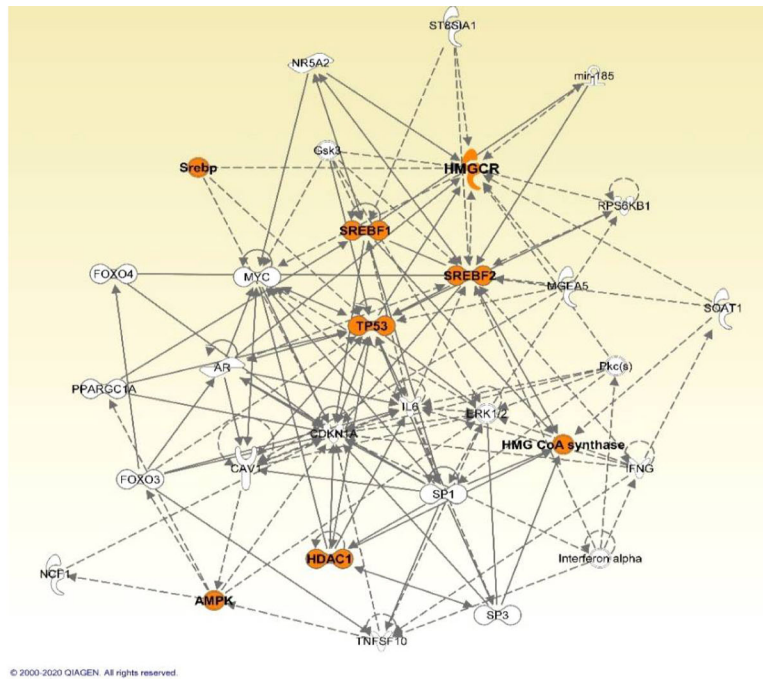 ST8SIA1
NR5A2
mir-185
Gsk3
Srebp
HMGCR
RPS6KB1
SREBF1
FOXO4
MYC
SREBF2
MGEA5
SOAT1
TP53
AR
Pkc(s)
PPARGC1A
IL6
ERK1/2
CDKN1A
HMG CoA synthase
CAV1
IFNG
FOXO3
SP1
HDAC1
Interferon alpha
NCF1
AMPK
SP3
TNFSF10
© 2000-2020 QIAGEN. All rights reserved.